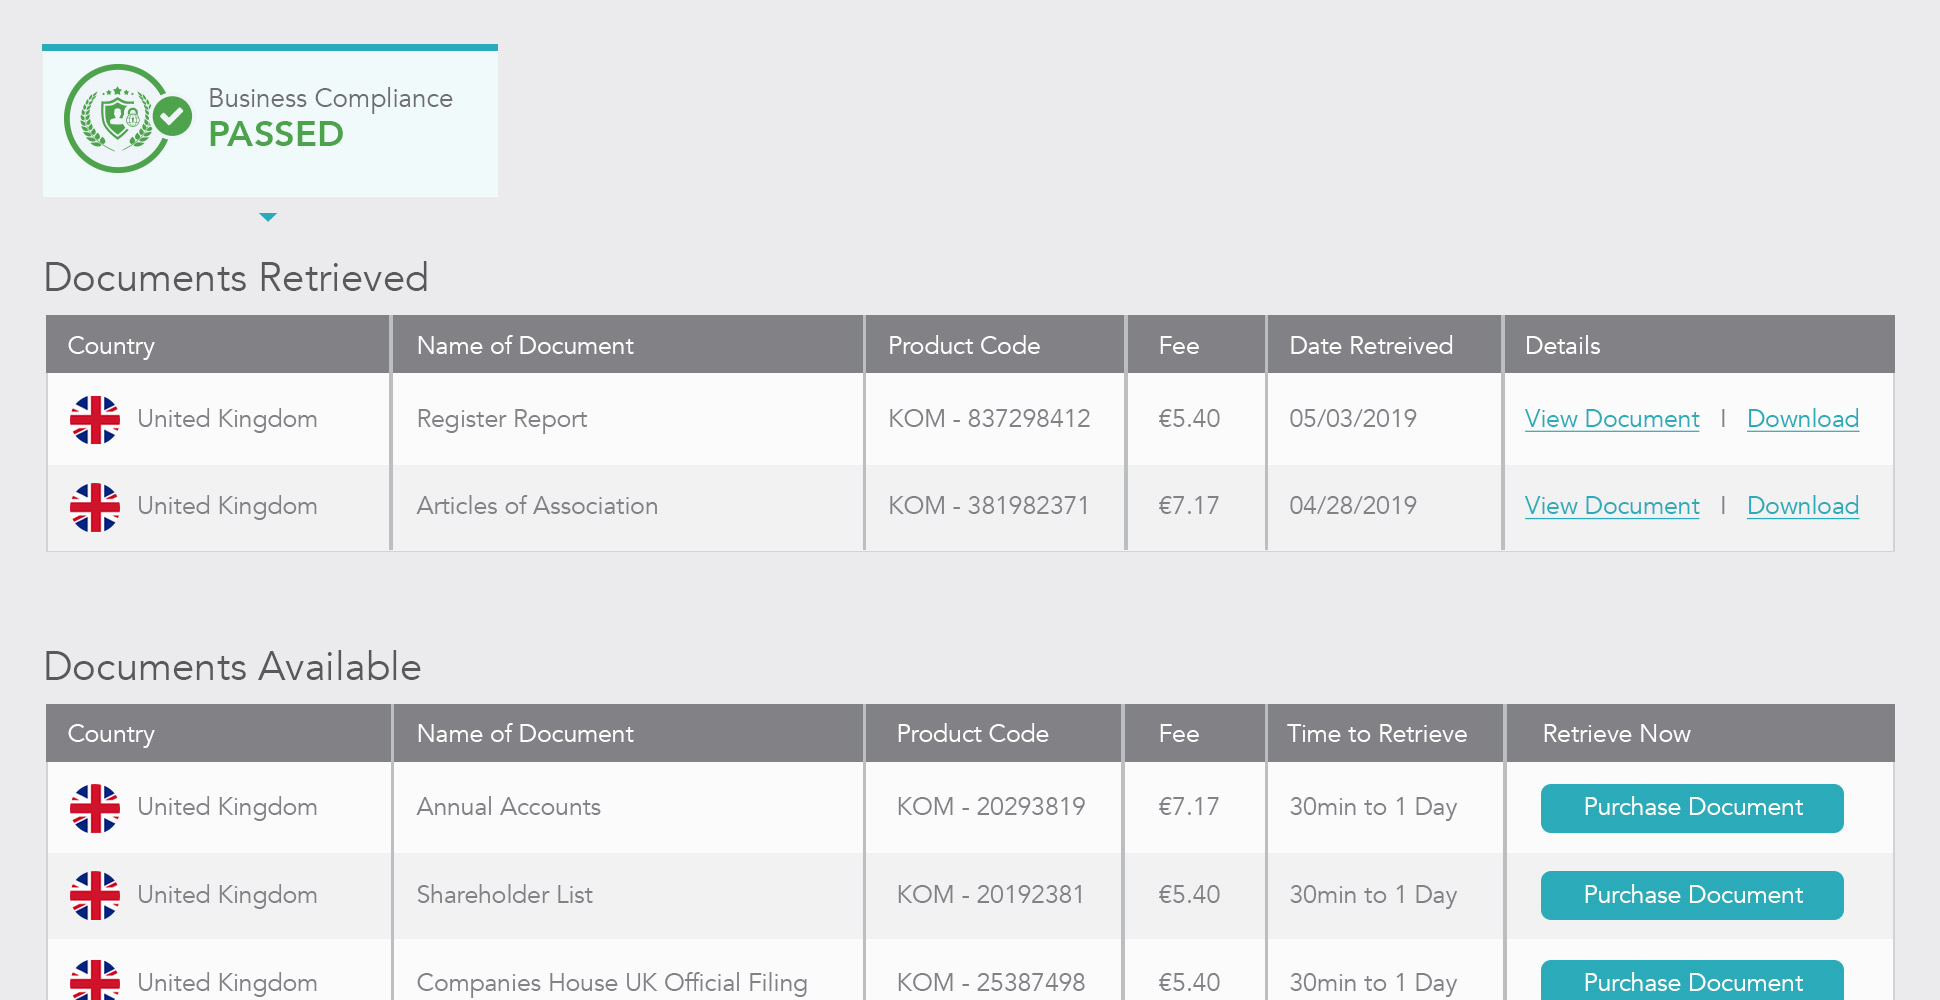 Business Compliance
PASSED
Documents Retrieved
Country Name of Document Product Code Fee Date Retreived Details
United Kingdom Register Report KOM - 837298412 €5.40 05/03/2019 View Document | Download
United Kingdom Articles of Association KOM - 381982371 €7.17 04/28/2019 View Document | Download
Documents Available
Country Name of Document Product Code Fee Time to Retrieve Retrieve Now
United Kingdom Annual Accounts KOM - 20293819 €7.17 30min to 1 Day Purchase Document
United Kingdom Shareholder List KOM - 20192381 €5.40 30min to 1 Day Purchase Document
United Kingdom Companies House UK Official Filing KOM - 25387498 €5.40 30min to 1 Day Purchase Document